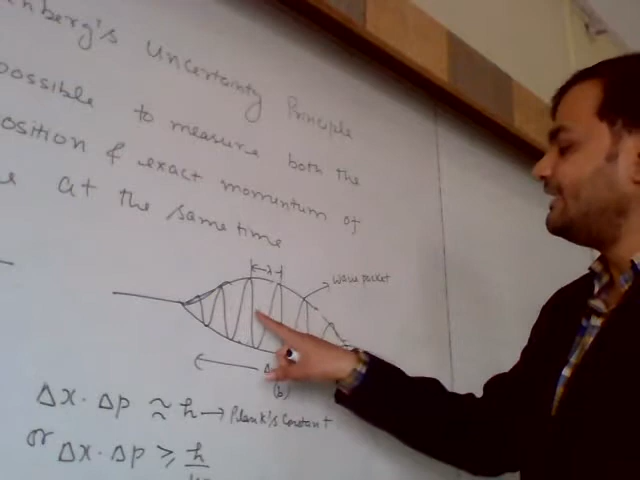 nberg's Uncertainty Principle
possible to measure both the
osition & exact momentum of
at the same time
λ
wave packet
Δ
(b)
Δx . Δp ≈ ħ → Plank's Constant
or Δx . Δp ≥ ħ